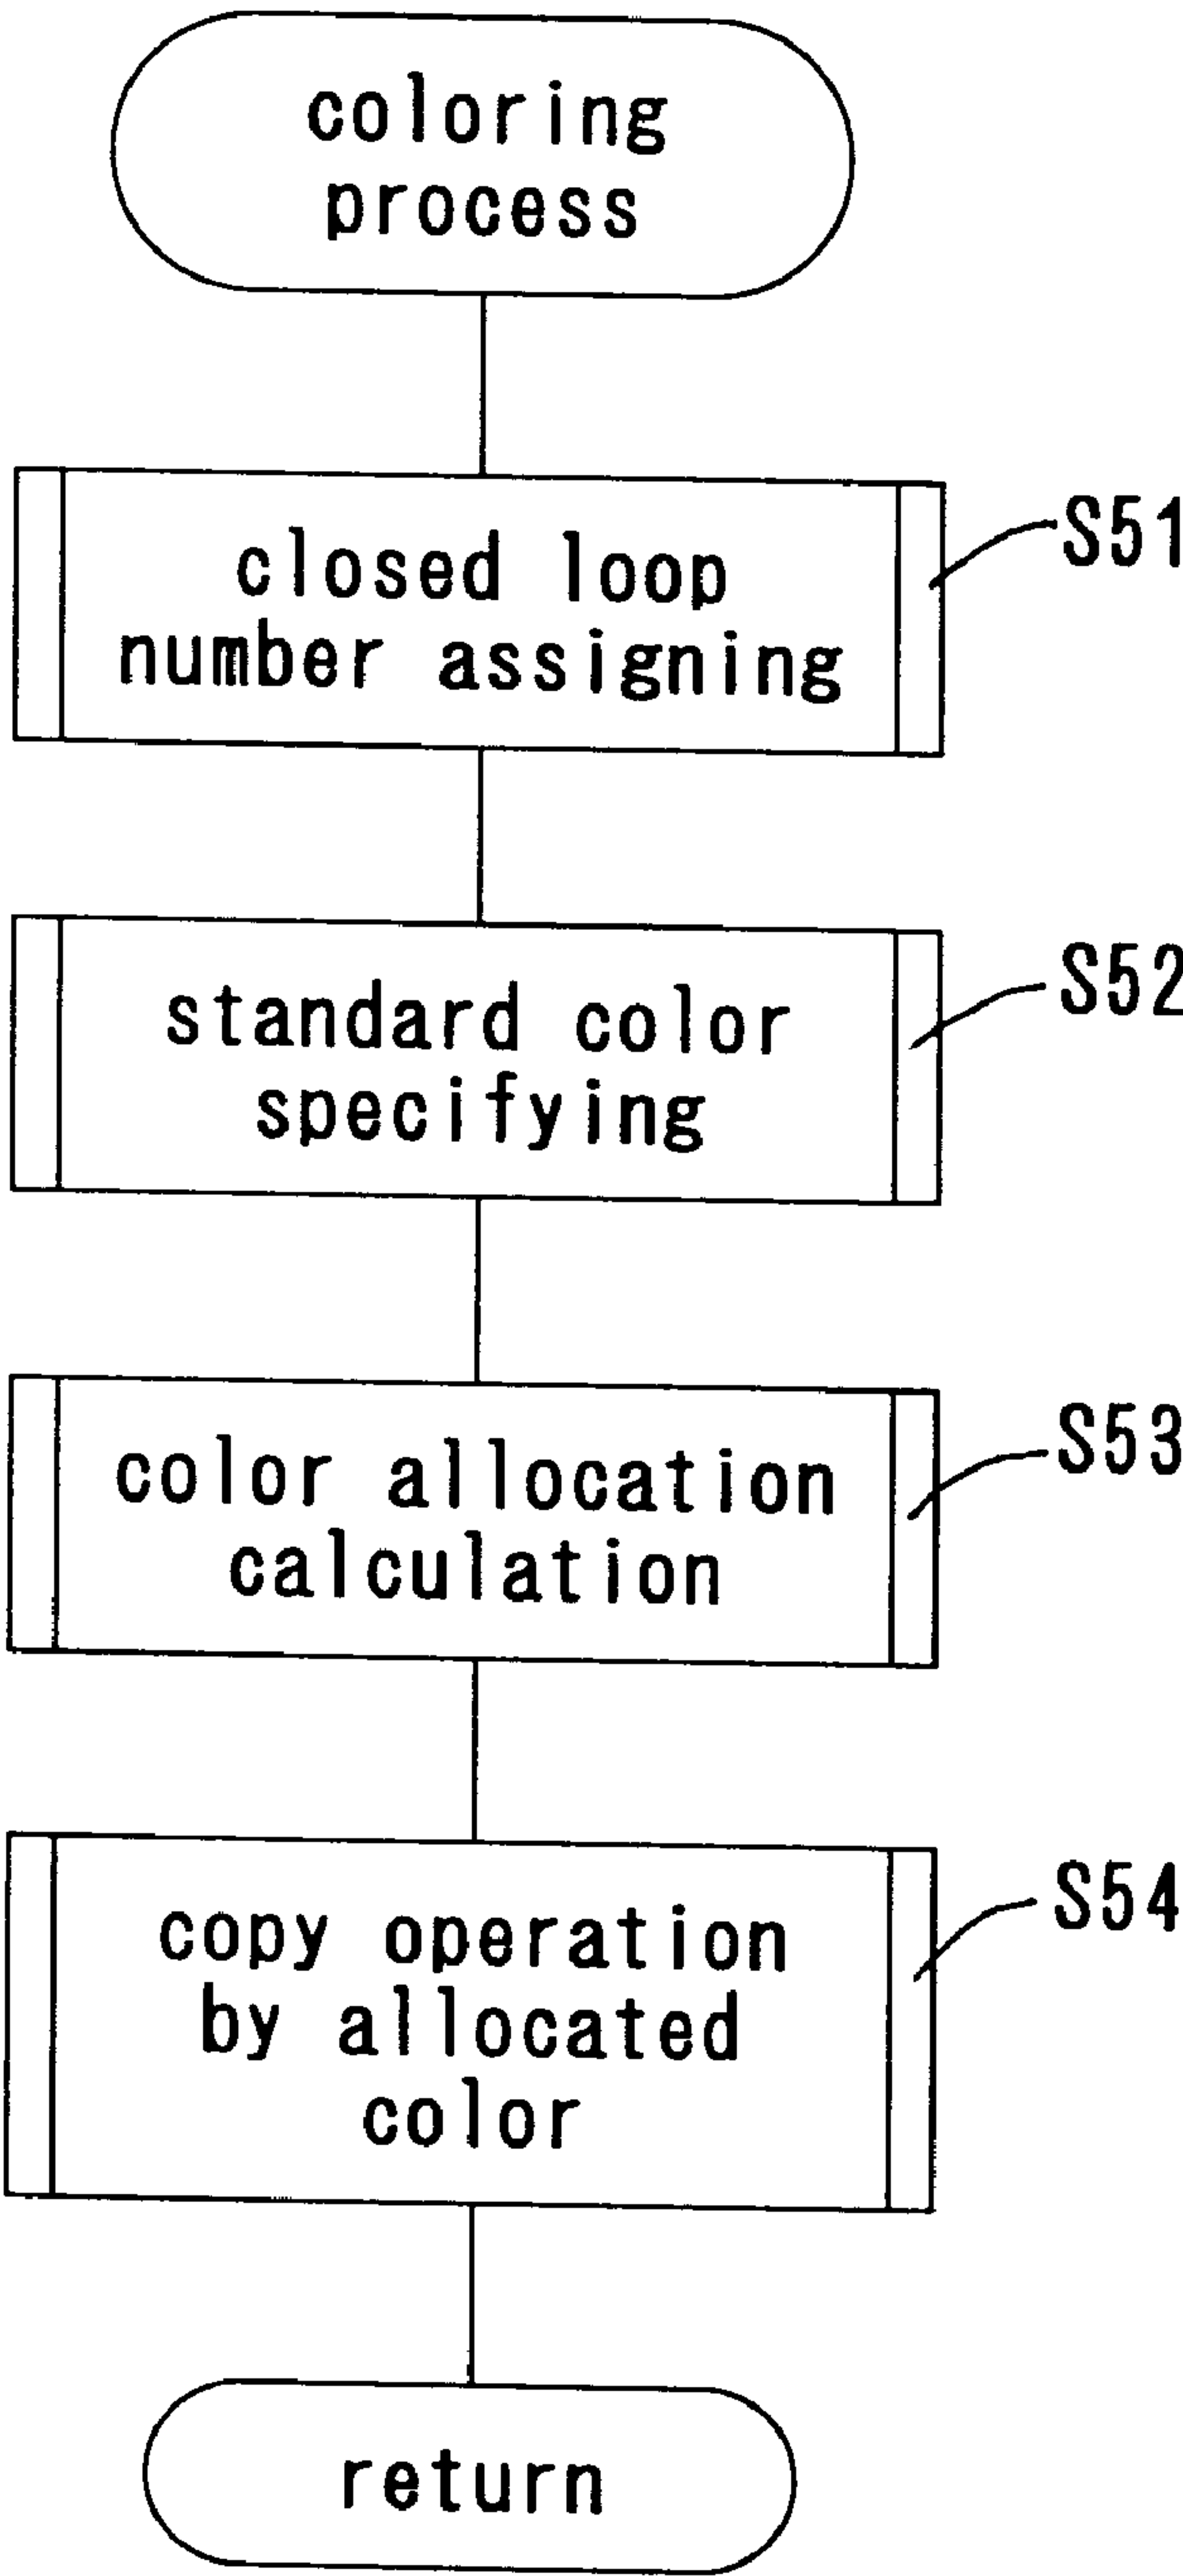 coloring
process
closed loop
number assigning
S51
standard color
specifying
S52
color allocation
calculation
S53
copy operation
by allocated
color
S54
return